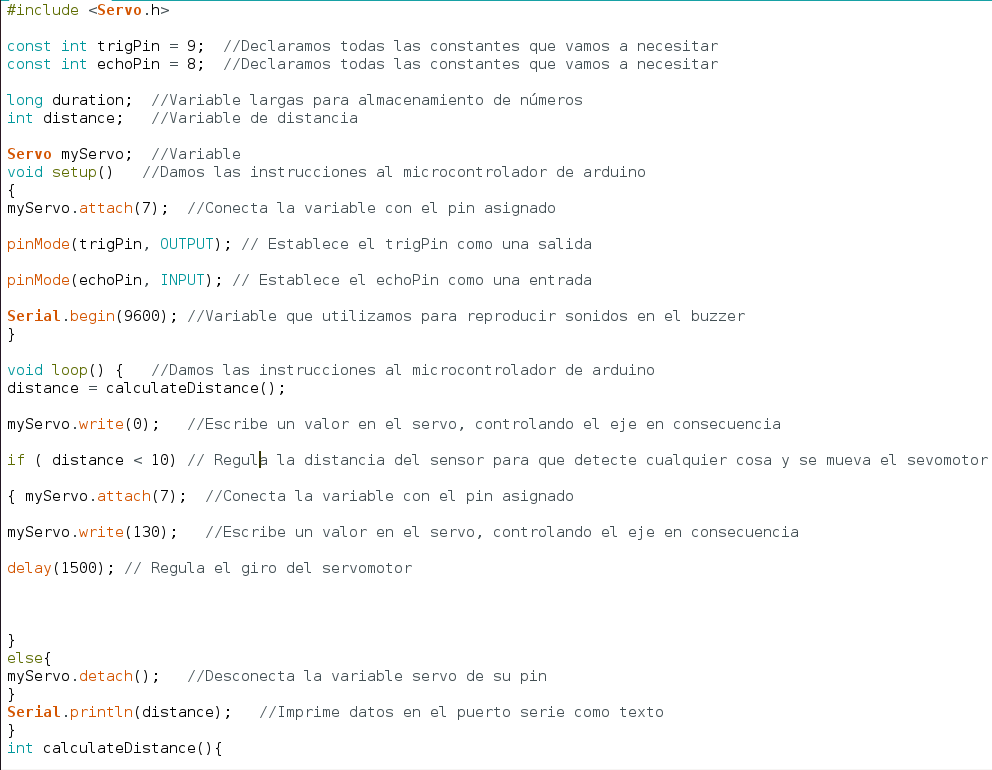 #include <Servo.h>
const int trigPin = 9;  //Declaramos todas las constantes que vamos a necesitar
const int echoPin = 8;  //Declaramos todas las constantes que vamos a necesitar
long duration;  //Variable largas para almacenamiento de números
int distance;   //Variable de distancia
Servo myServo;  //Variable
void setup()   //Damos las instrucciones al microcontrolador de arduino
{
myServo.attach(7);  //Conecta la variable con el pin asignado
pinMode(trigPin, OUTPUT); // Establece el trigPin como una salida
pinMode(echoPin, INPUT); // Establece el echoPin como una entrada
Serial.begin(9600); //Variable que utilizamos para reproducir sonidos en el buzzer
}
void loop() {   //Damos las instrucciones al microcontrolador de arduino
distance = calculateDistance();
myServo.write(0);   //Escribe un valor en el servo, controlando el eje en consecuencia
if ( distance < 10) // Regula la distancia del sensor para que detecte cualquier cosa y se mueva el sevomotor
{ myServo.attach(7);  //Conecta la variable con el pin asignado
myServo.write(130);   //Escribe un valor en el servo, controlando el eje en consecuencia
delay(1500); // Regula el giro del servomotor
}
else{
myServo.detach();   //Desconecta la variable servo de su pin
}
Serial.println(distance);   //Imprime datos en el puerto serie como texto
}
int calculateDistance(){